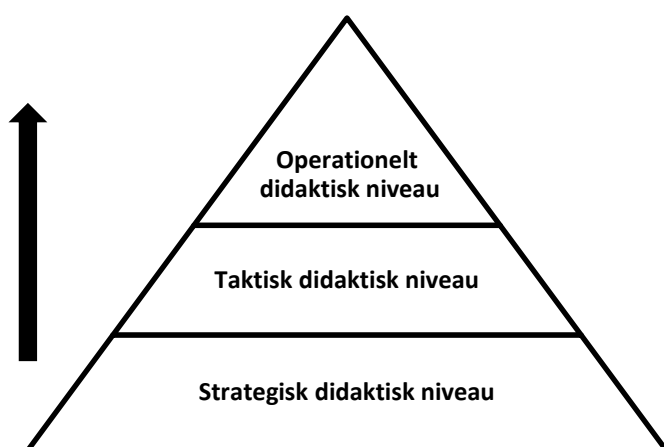 Operationelt
didaktisk niveau
Taktisk didaktisk niveau
Strategisk didaktisk niveau